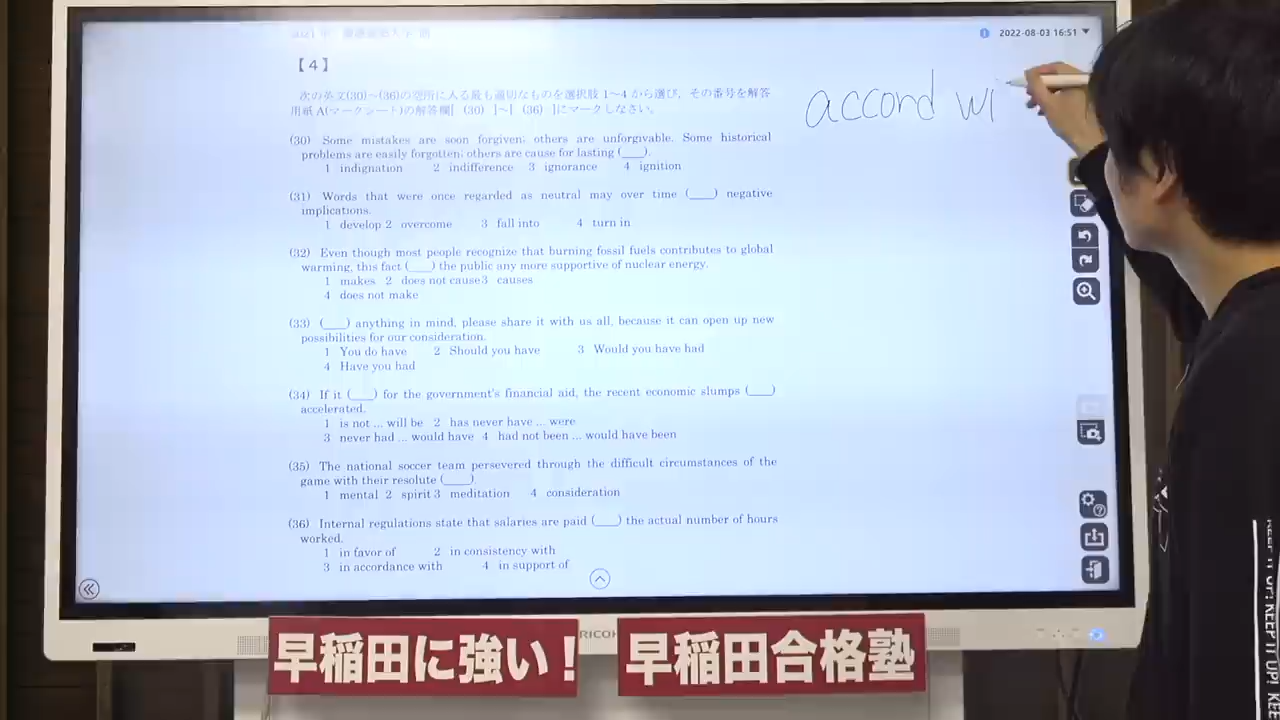 2022-08-03 16:51
accord wi
【4】
次の英文(30)~(36)の空所に入る最も適切なものを選択肢 1~4 から選び，その番号を解答
用紙 A(マークシート)の解答欄[ (30) ]~[ (36) ]にマークしなさい。
(30) Some mistakes are soon forgiven; others are unforgivable. Some historical
problems are easily forgotten; others are cause for lasting (___).
1 indignation 2 indifference 3 ignorance 4 ignition
(31) Words that were once regarded as neutral may over time (___) negative
implications.
1 develop 2 overcome 3 fall into 4 turn in
(32) Even though most people recognize that burning fossil fuels contributes to global
warming, this fact (___) the public any more supportive of nuclear energy.
1 makes 2 does not cause 3 causes
4 does not make
(33) (___) anything in mind, please share it with us all, because it can open up new
possibilities for our consideration.
1 You do have 2 Should you have 3 Would you have had
4 Have you had
(34) If it (___) for the government's financial aid, the recent economic slumps (___)
accelerated.
1 is not ... will be 2 has never have ... were
3 never had ... would have 4 had not been ... would have been
(35) The national soccer team persevered through the difficult circumstances of the
game with their resolute (___).
1 mental 2 spirit 3 meditation 4 consideration
(36) Internal regulations state that salaries are paid (___) the actual number of hours
worked.
1 in favor of 2 in consistency with
3 in accordance with 4 in support of
RICOH
早稲田に強い！
早稲田合格塾
KEEP IT UP! KEEP IT UP!